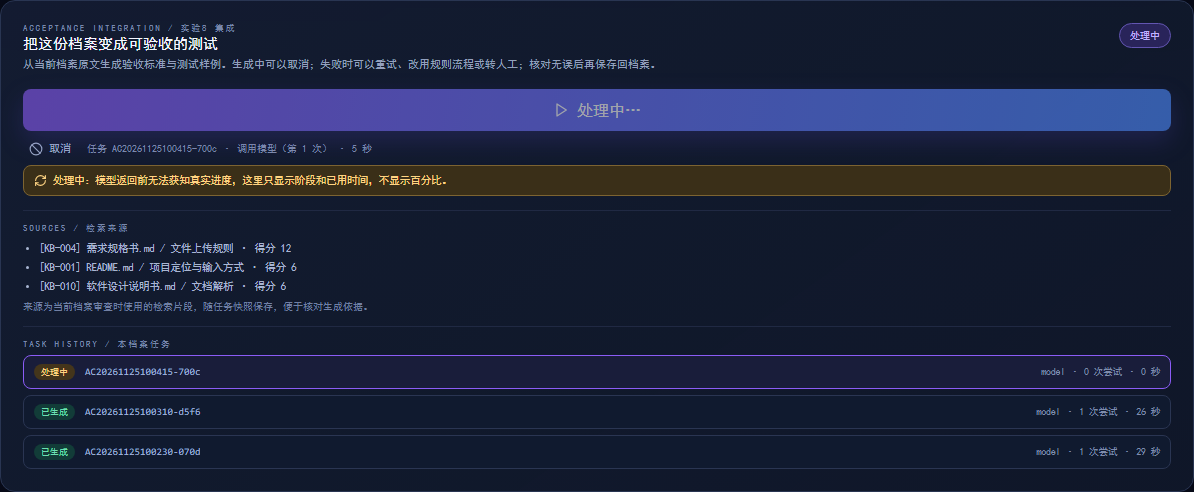 ACCEPTANCE INTEGRATION / 实验8 集成
把这份档案变成可验收的测试
处理中
从当前档案原文生成验收标准与测试样例。生成中可以取消；失败时可以重试、改用规则流程或转人工；核对无误后再保存回档案。
处理中…
取消 任务 AC20261125100415-700c · 调用模型（第 1 次） · 5 秒
处理中：模型返回前无法获知真实进度，这里只显示阶段和已用时间，不显示百分比。
SOURCES / 检索来源
• [KB-004] 需求规格书.md / 文件上传规则 · 得分 12
• [KB-001] README.md / 项目定位与输入方式 · 得分 6
• [KB-010] 软件设计说明书.md / 文档解析 · 得分 6
来源为当前档案审查时使用的检索片段，随任务快照保存，便于核对生成依据。
TASK HISTORY / 本档案任务
处理中 AC20261125100415-700c model · 0 次尝试 · 0 秒
已生成 AC20261125100310-d5f6 model · 1 次尝试 · 26 秒
已生成 AC20261125100230-070d model · 1 次尝试 · 29 秒